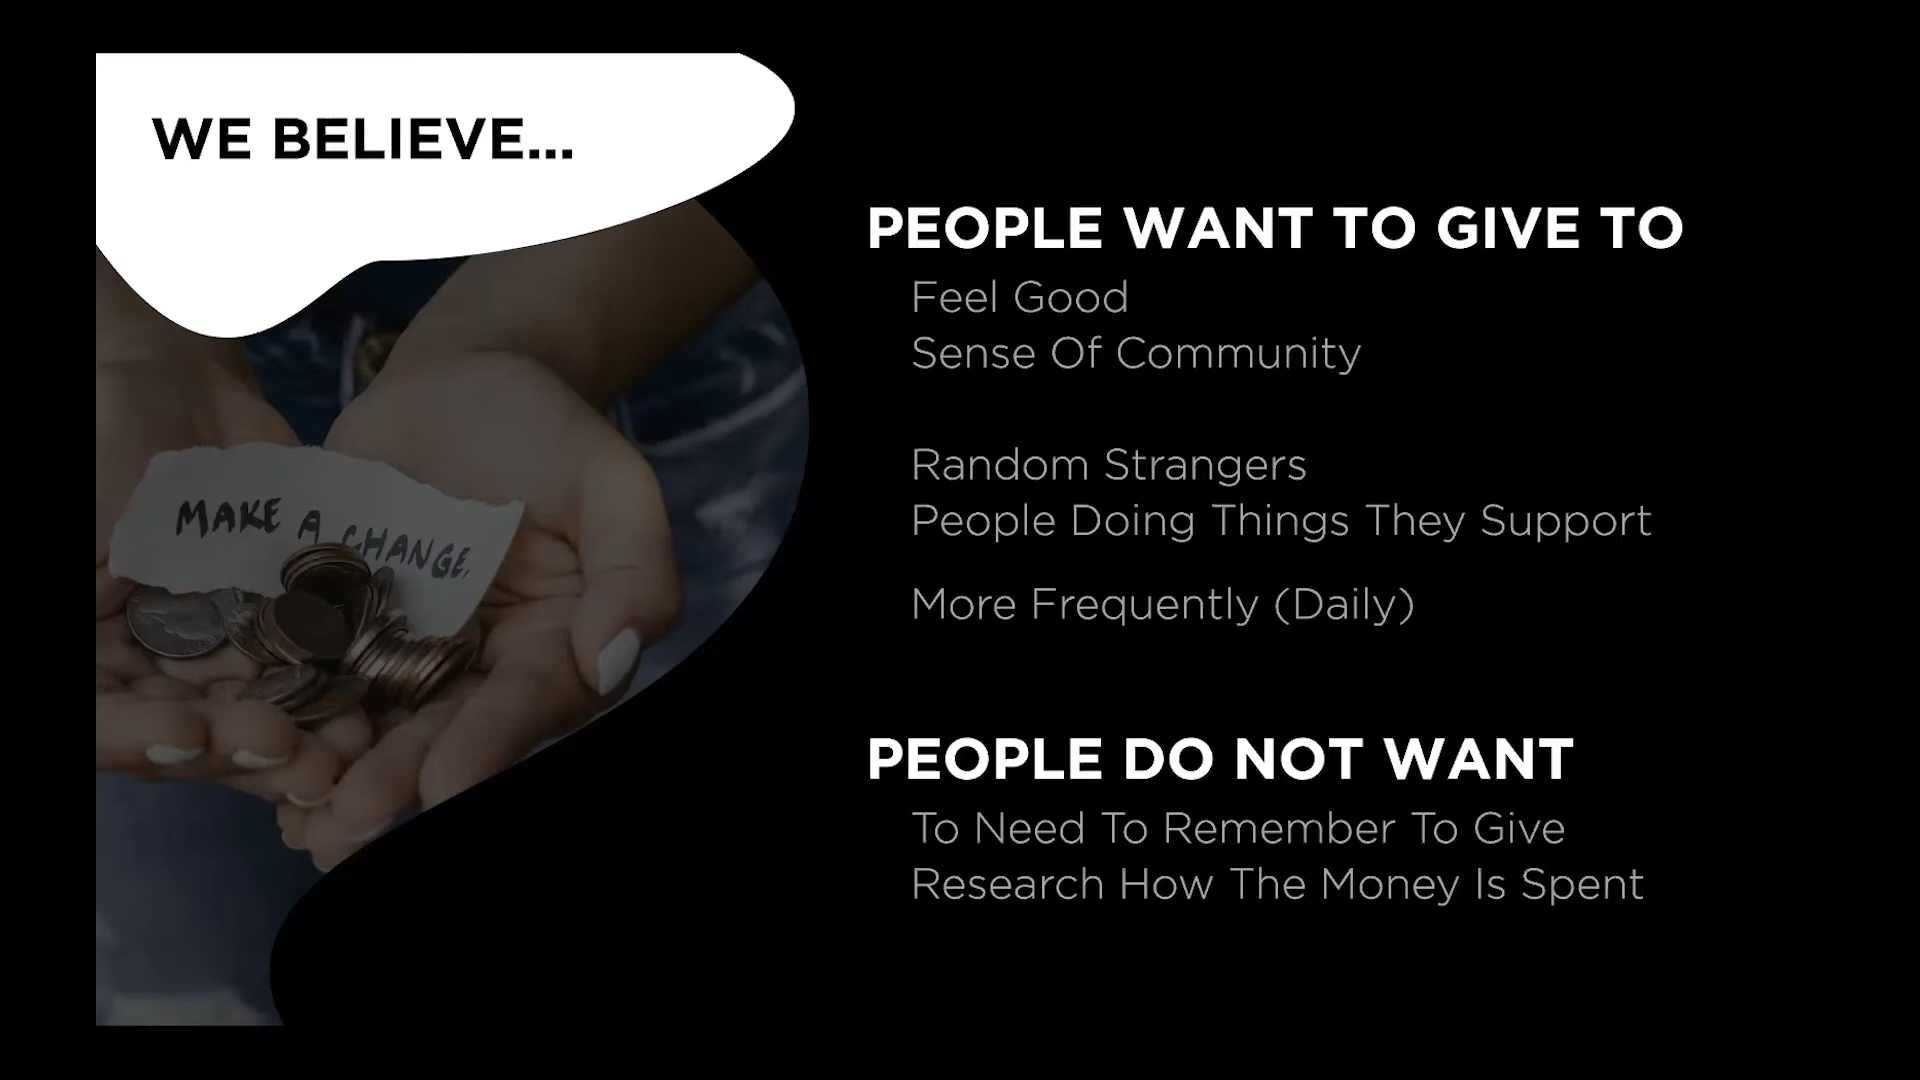 WE BELIEVE...
MAKE A CHANGE.
PEOPLE WANT TO GIVE TO
Feel Good
Sense Of Community
Random Strangers
People Doing Things They Support
More Frequently (Daily)
PEOPLE DO NOT WANT
To Need To Remember To Give
Research How The Money Is Spent